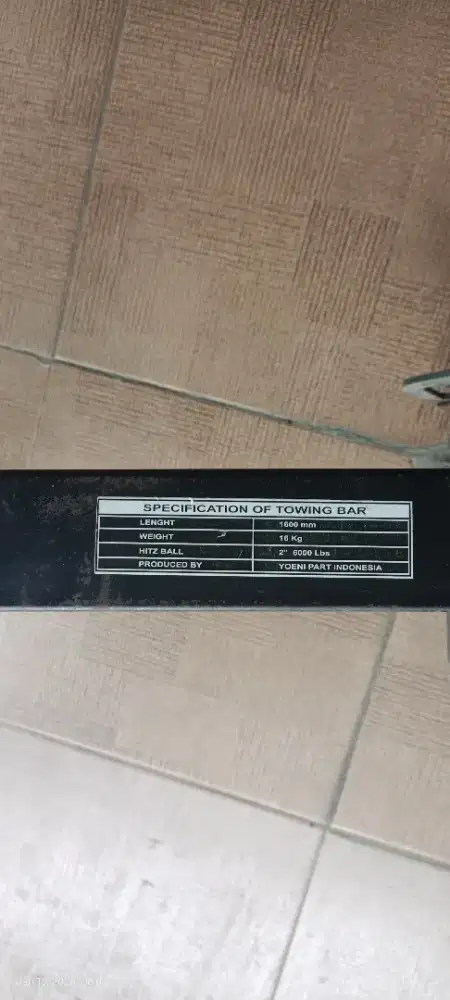 SPECIFICATION OF TOWING BAR
LENGHT 1600 mm
WEIGHT 16 Kg
HITZ BALL 2" 6000 Lbs
PRODUCED BY YOENI PART INDONESIA